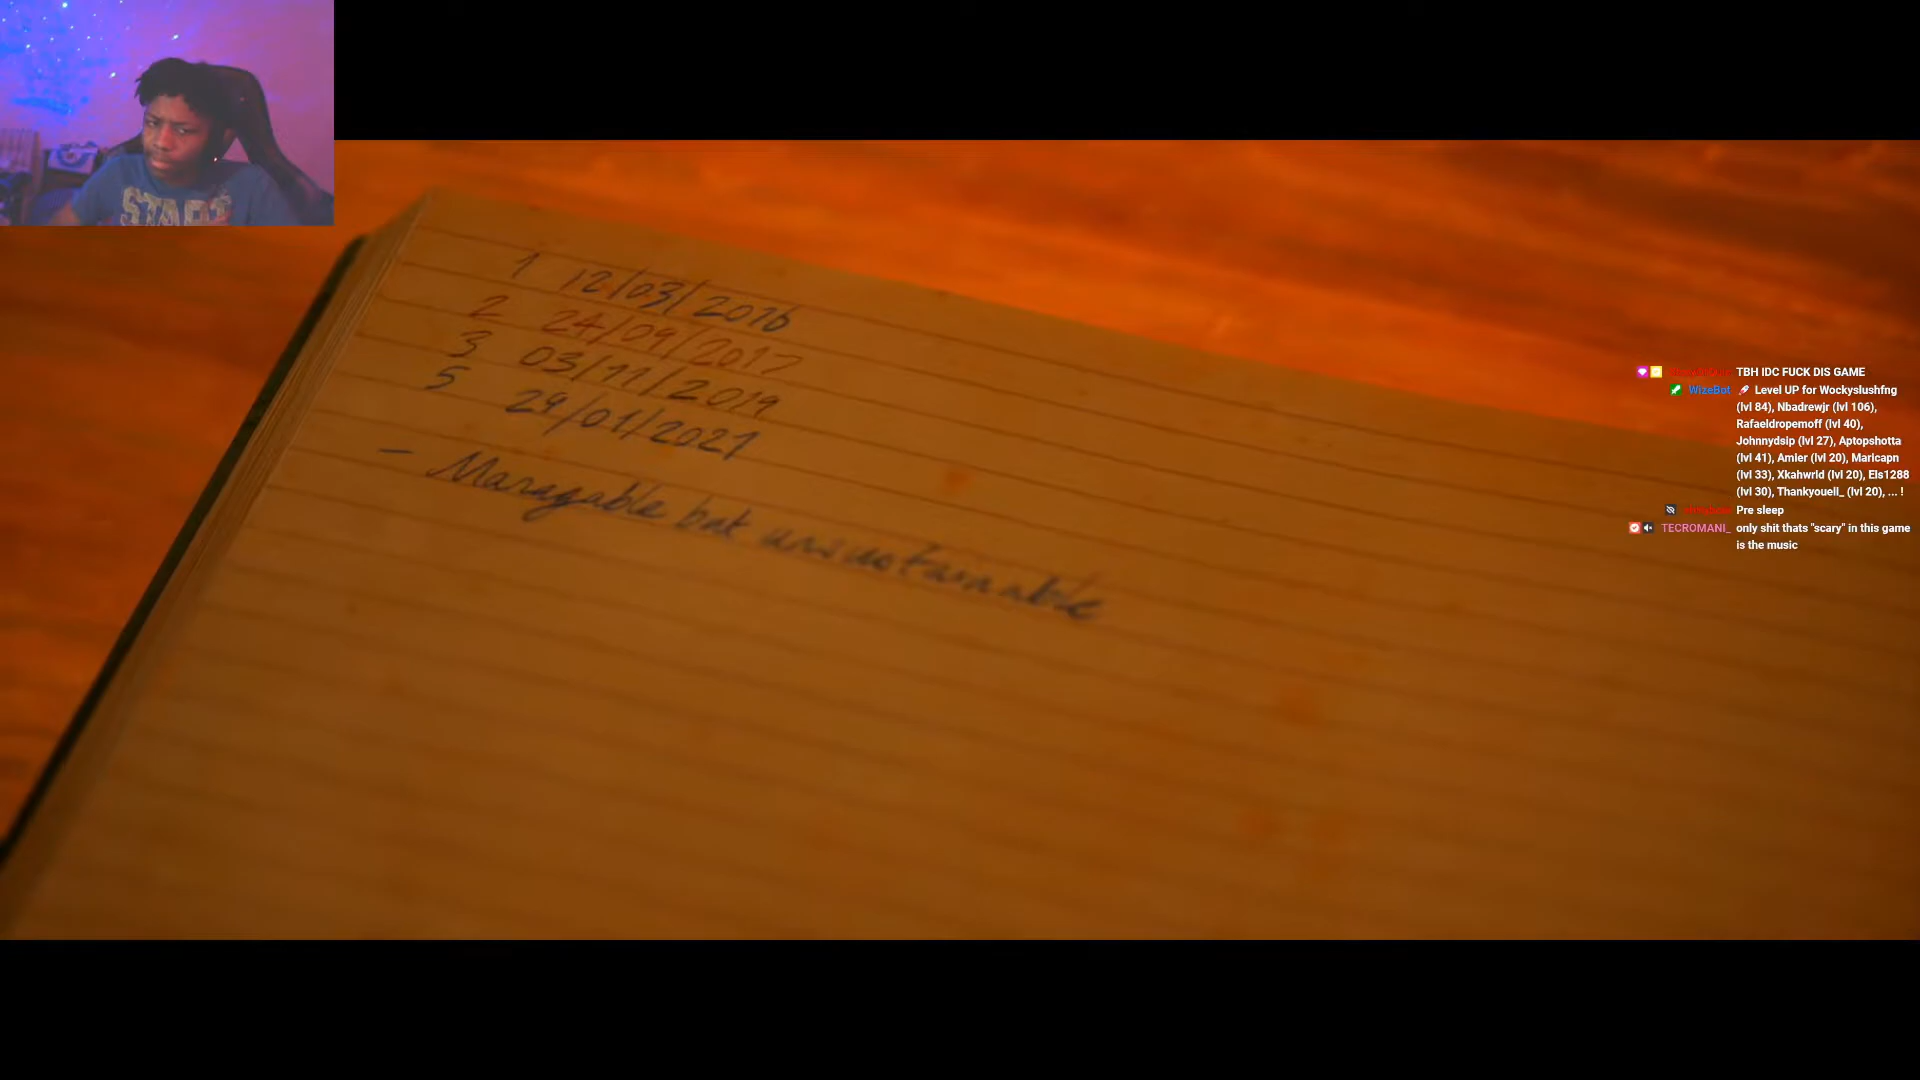 START
1 12/03/2016
2 24/09/2017
3 03/11/2019
5 29/01/2021
- Manageable but unsustainable
TBH IDC FUCK DIS GAME
WizeBot Level UP for Wockyslushfng
(lvl 84), Nbadrewjr (lvl 106),
Rafaeldropemoff (lvl 40),
Johnnydsip (lvl 27), Aptopshotta
(lvl 41), Amier (lvl 20), Maricapn
(lvl 33), Xkahwrld (lvl 20), Els1288
(lvl 30), Thankyouell_ (lvl 20), ... !
Pre sleep
TECROMANI_ only shit thats "scary" in this game
is the music